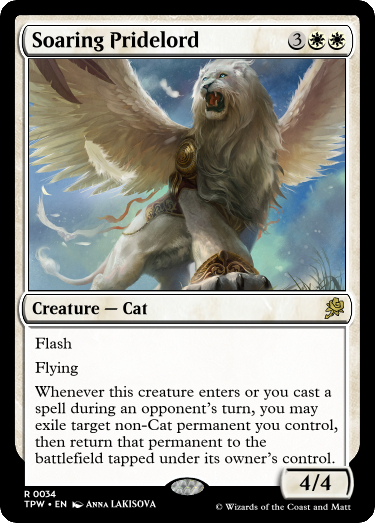 Soaring Pridelord 3
Creature — Cat
Flash
Flying
Whenever this creature enters or you cast a
spell during an opponent's turn, you may
exile target non-Cat permanent you control,
then return that permanent to the
battlefield tapped under its owner's control.
4/4
R 0034
TPW • EN Anna LAKISOVA
© Wizards of the Coast and Matt